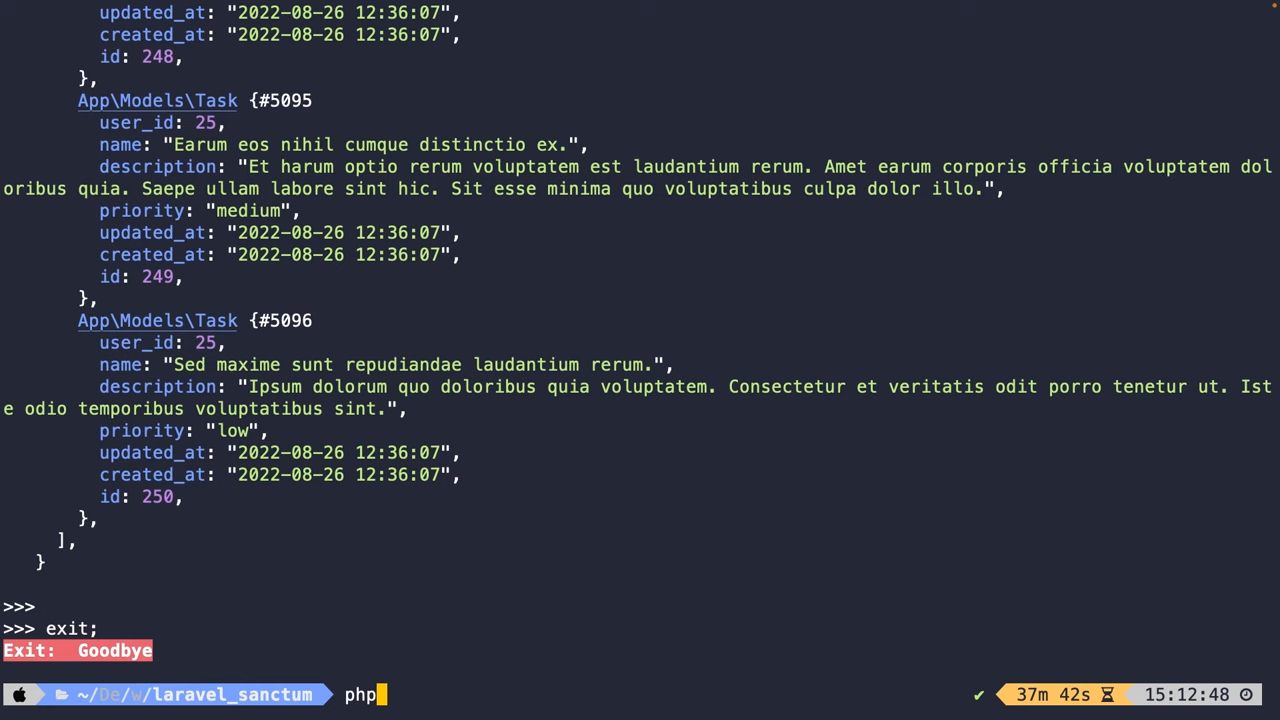 updated_at: "2022-08-26 12:36:07",
created_at: "2022-08-26 12:36:07",
id: 248,
},
App\Models\Task {#5095
user_id: 25,
name: "Earum eos nihil cumque distinctio ex.",
description: "Et harum optio rerum voluptatem est laudantium rerum. Amet earum corporis officia voluptatem dol
oribus quia. Saepe ullam labore sint hic. Sit esse minima quo voluptatibus culpa dolor illo.",
priority: "medium",
updated_at: "2022-08-26 12:36:07",
created_at: "2022-08-26 12:36:07",
id: 249,
},
App\Models\Task {#5096
user_id: 25,
name: "Sed maxime sunt repudiandae laudantium rerum.",
description: "Ipsum dolorum quo doloribus quia voluptatem. Consectetur et veritatis odit porro tenetur ut. Ist
e odio temporibus voluptatibus sint.",
priority: "low",
updated_at: "2022-08-26 12:36:07",
created_at: "2022-08-26 12:36:07",
id: 250,
},
],
}
>>>
>>> exit;
Exit:  Goodbye
~/De/w/laravel_sanctum php ✔ 37m 42s 15:12:48